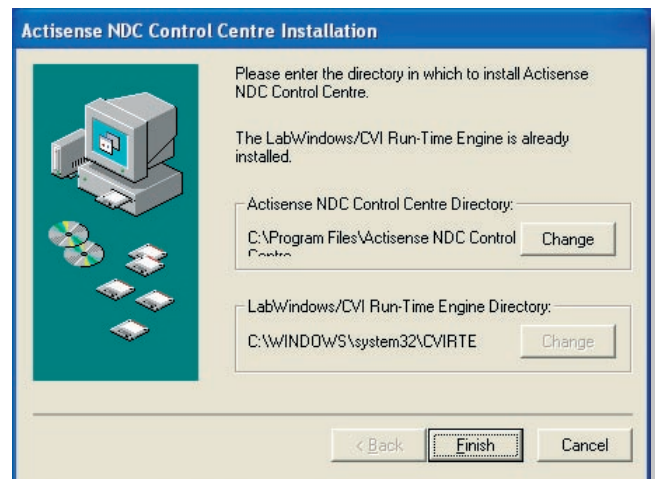 Actisense NDC Control Centre Installation
Please enter the directory in which to install Actisense
NDC Control Centre.
The LabWindows/CVI Run-Time Engine is already
installed.
Actisense NDC Control Centre Directory:
C:\Program Files\Actisense NDC Control
Centre
Change
LabWindows/CVI Run-Time Engine Directory:
C:\WINDOWS\system32\CVIRTE
Change
< Back
Finish
Cancel